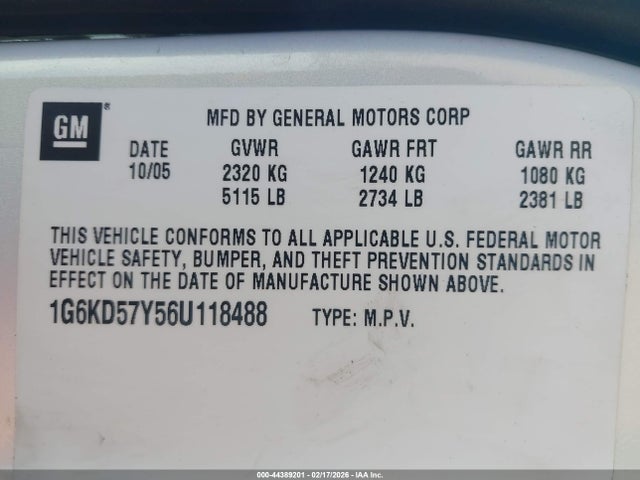 GM®
MFD BY GENERAL MOTORS CORP
DATE GVWR GAWR FRT GAWR RR
10/05 2320 KG 1240 KG 1080 KG
5115 LB 2734 LB 2381 LB
THIS VEHICLE CONFORMS TO ALL APPLICABLE U.S. FEDERAL MOTOR
VEHICLE SAFETY, BUMPER, AND THEFT PREVENTION STANDARDS IN
EFFECT ON THE DATE OF MANUFACTURE SHOWN ABOVE.
1G6KD57Y56U118488 TYPE: M.P.V.
000-44389201 - 02/17/2026 - IAA Inc.